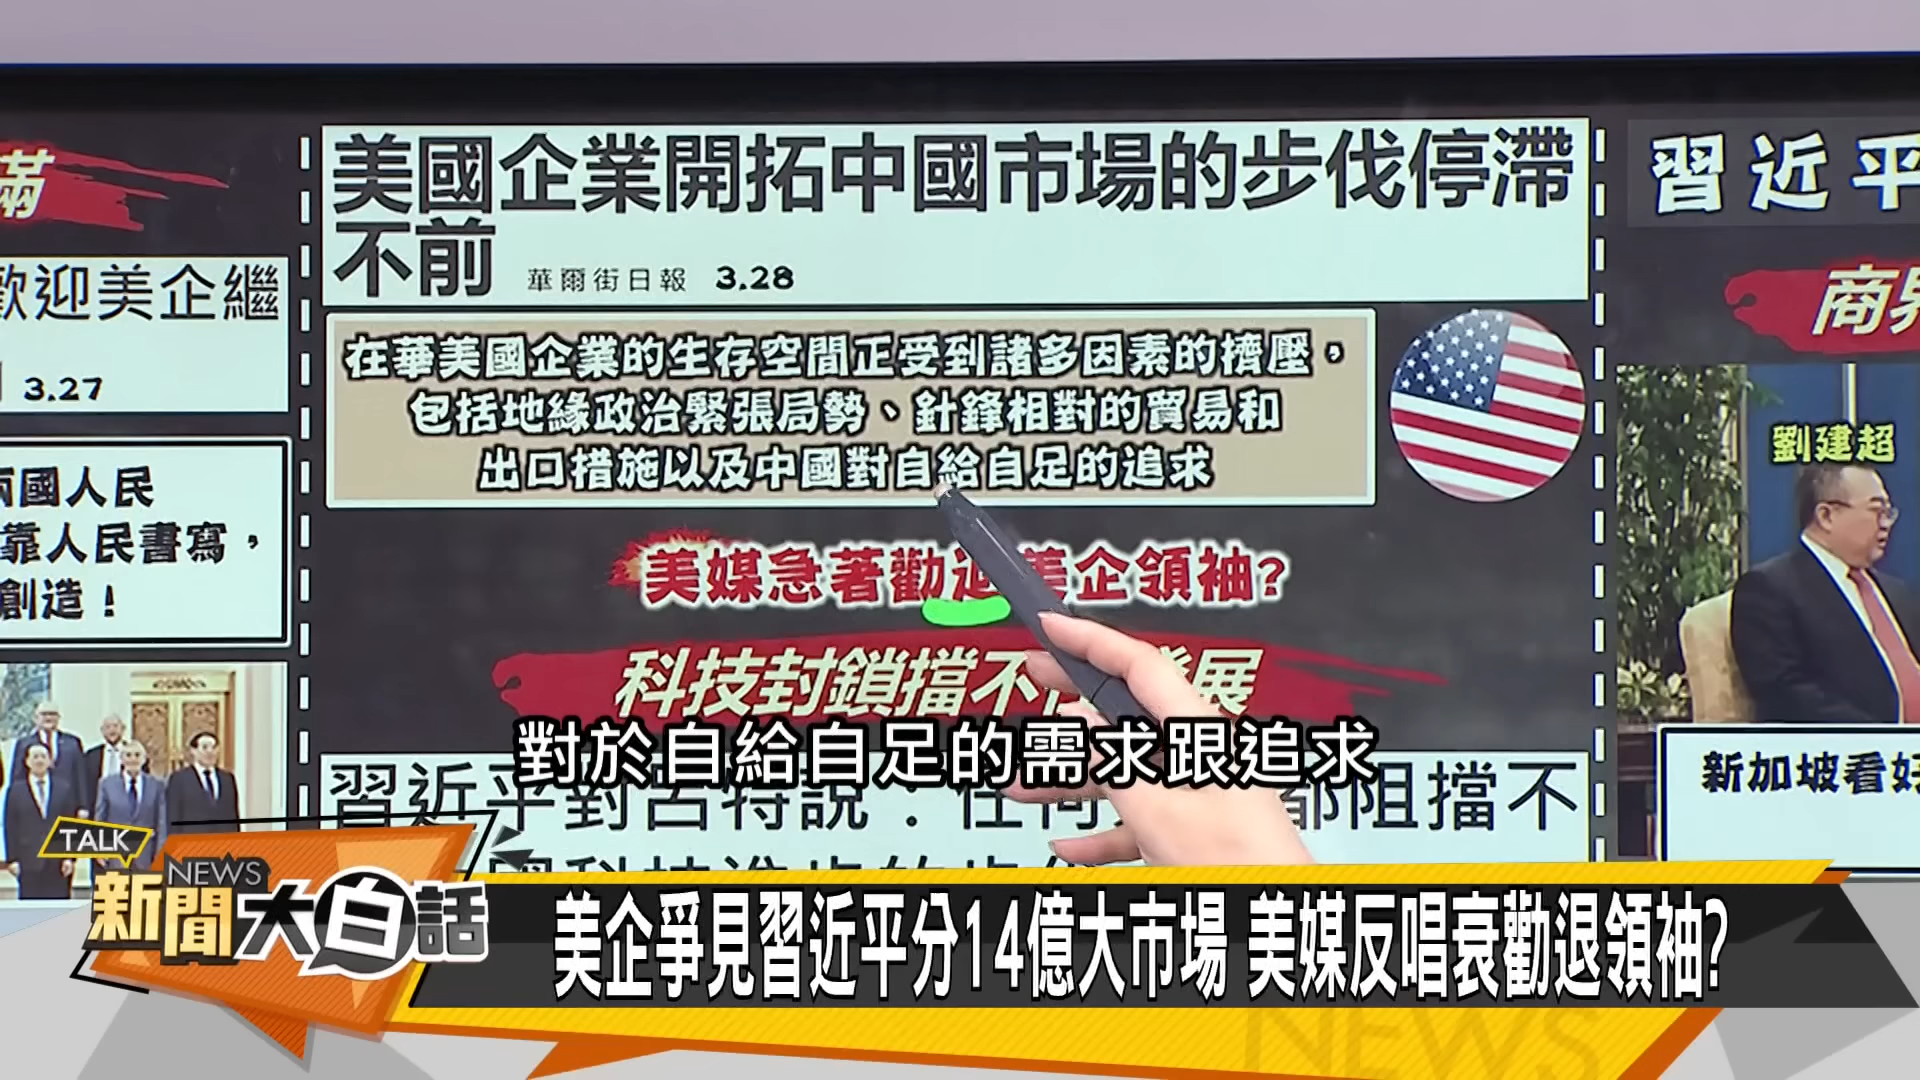 滿
歡迎美企繼
3.27
兩國人民
靠人民書寫，
創造！
美國企業開拓中國市場的步伐停滯
不前 華爾街日報 3.28
在華美國企業的生存空間正受到諸多因素的擠壓，
包括地緣政治緊張局勢、針鋒相對的貿易和
出口措施以及中國對自給自足的追求
美媒急著勸退美企領袖?
科技封鎖擋不 發展
習近平對呂特說：任何 都阻擋不
習近平
商界
劉建超
新加坡看好
對於自給自足的需求跟追求
TALK
NEWS
新聞大白話
美企爭見習近平分14億大市場 美媒反唱衰勸退領袖?
NEWS